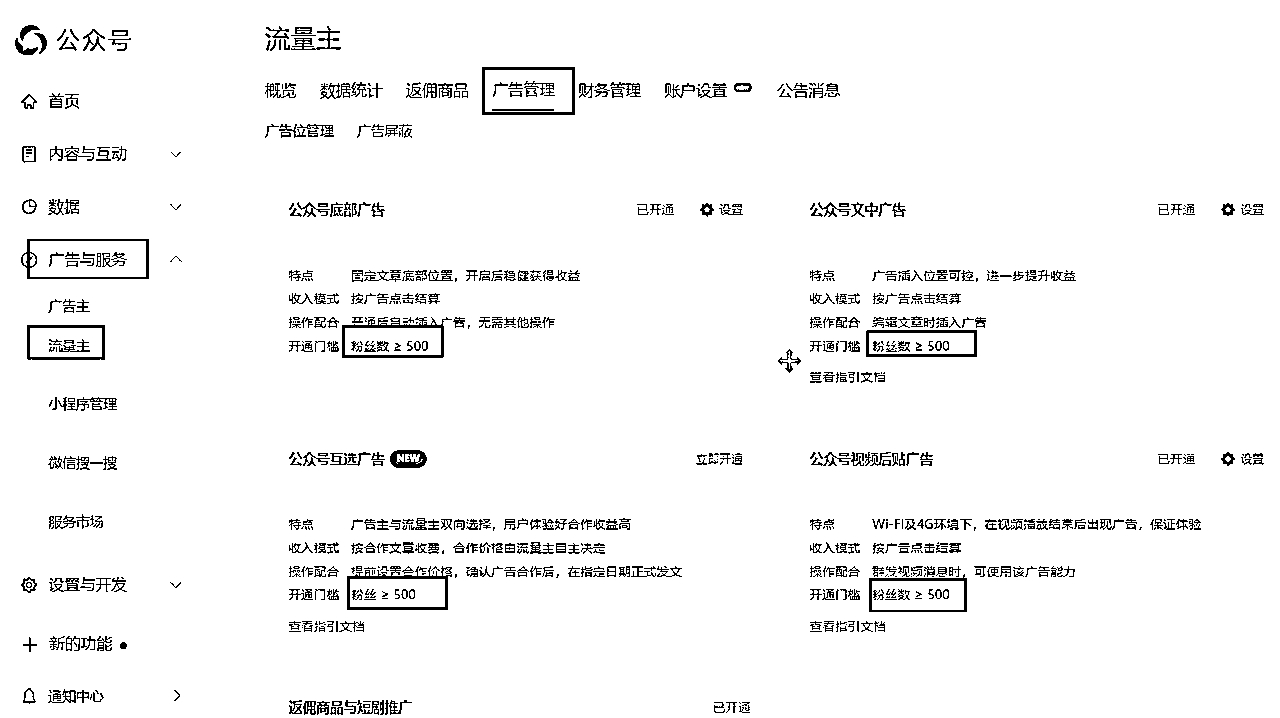 公众号
首页
内容与互动
数据
广告与服务
广告主
流量主
小程序管理
微信搜一搜
服务市场
设置与开发
新的功能
通知中心
流量主
概览 数据统计 返佣商品 广告管理 财务管理 账户设置 公告消息
广告位管理 广告屏蔽
公众号底部广告 已开通 设置
特点 固定文章底部位置，开启后稳健获得收益
收入模式 按广告点击结算
操作配合 开通后自动插入广告，无需其他操作
开通门槛 粉丝数 ≥ 500
公众号文中广告 已开通 设置
特点 广告插入位置可控，进一步提升收益
收入模式 按广告点击结算
操作配合 编辑文章时插入广告
开通门槛 粉丝数 ≥ 500
查看指引文档
公众号互选广告 NEW 立即开通
特点 广告主与流量主双向选择，用户体验好合作收益高
收入模式 按合作文章收费，合作价格由流量主自主决定
操作配合 提前设置合作价格，确认广告合作后，在指定日期正式发文
开通门槛 粉丝 ≥ 500
查看指引文档
公众号视频后贴广告 已开通 设置
特点 Wi-Fi及4G环境下，在视频播放结束后出现广告，保证体验
收入模式 按广告点击结算
操作配合 群发视频消息时，可使用该广告能力
开通门槛 粉丝数 ≥ 500
查看指引文档
返佣商品与短剧推广 已开通